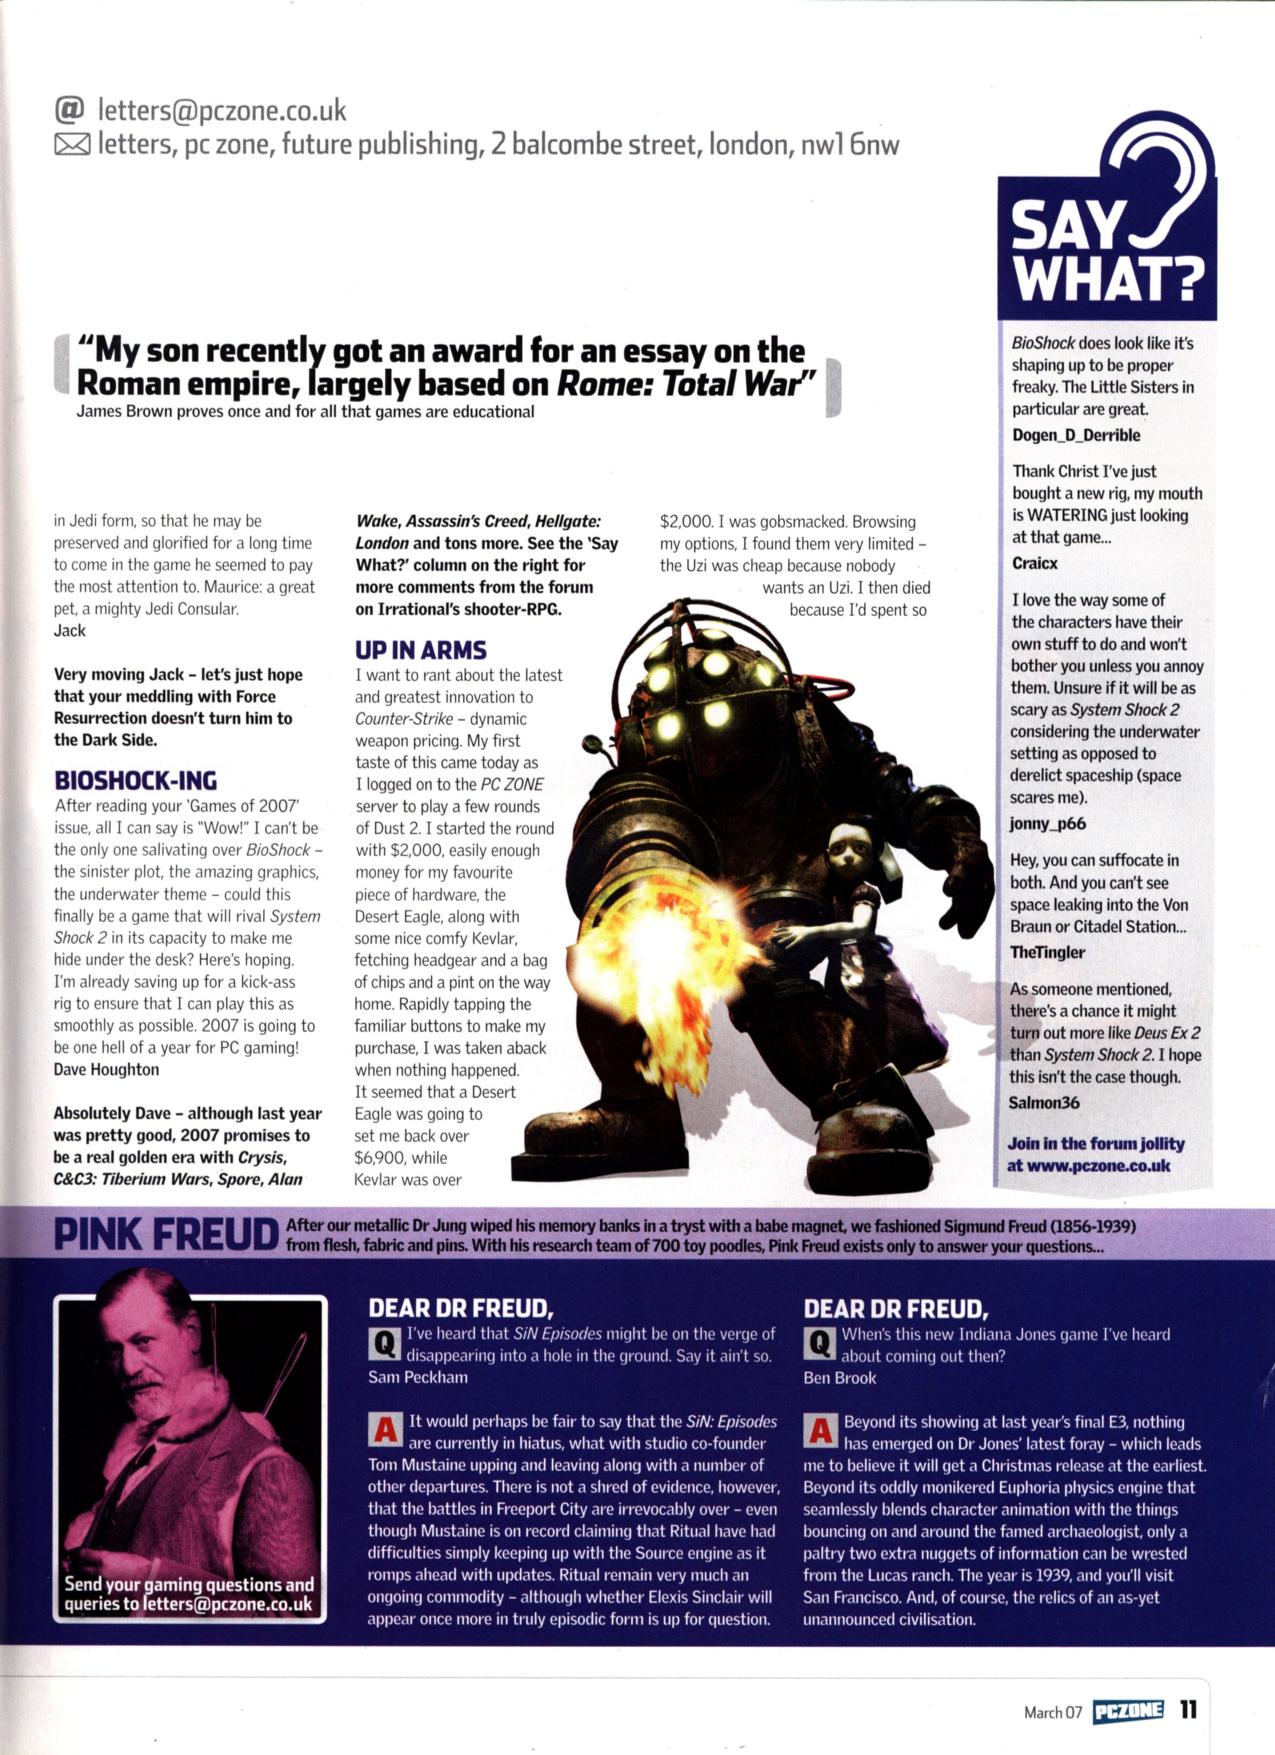 @ letters@pczone.co.uk
letters, pc zone, future publishing, 2 balcombe street, london, nw1 6nw
"My son recently got an award for an essay on the
Roman empire, largely based on Rome: Total War"
James Brown proves once and for all that games are educational
in Jedi form, so that he may be
preserved and glorified for a long time
to come in the game he seemed to pay
the most attention to. Maurice: a great
pet, a mighty Jedi Consular.
Jack
Very moving Jack – let's just hope
that your meddling with Force
Resurrection doesn't turn him to
the Dark Side.
BIOSHOCK-ING
After reading your 'Games of 2007'
issue, all I can say is "Wow!" I can't be
the only one salivating over BioShock –
the sinister plot, the amazing graphics,
the underwater theme – could this
finally be a game that will rival System
Shock 2 in its capacity to make me
hide under the desk? Here's hoping.
I'm already saving up for a kick-ass
rig to ensure that I can play this as
smoothly as possible. 2007 is going to
be one hell of a year for PC gaming!
Dave Houghton
Absolutely Dave – although last year
was pretty good, 2007 promises to
be a real golden era with Crysis,
C&C3: Tiberium Wars, Spore, Alan
Wake, Assassin's Creed, Hellgate:
London and tons more. See the 'Say
What?' column on the right for
more comments from the forum
on Irrational's shooter-RPG.
UP IN ARMS
I want to rant about the latest
and greatest innovation to
Counter-Strike – dynamic
weapon pricing. My first
taste of this came today as
I logged on to the PC ZONE
server to play a few rounds
of Dust 2. I started the round
with $2,000, easily enough
money for my favourite
piece of hardware, the
Desert Eagle, along with
some nice comfy Kevlar,
fetching headgear and a bag
of chips and a pint on the way
home. Rapidly tapping the
familiar buttons to make my
purchase, I was taken aback
when nothing happened.
It seemed that a Desert
Eagle was going to
set me back over
$6,900, while
Kevlar was over
$2,000. I was gobsmacked. Browsing
my options, I found them very limited –
the Uzi was cheap because nobody
wants an Uzi. I then died
because I'd spent so
SAY
WHAT?
BioShock does look like it's
shaping up to be proper
freaky. The Little Sisters in
particular are great.
Dogen_D_Derrible
Thank Christ I've just
bought a new rig, my mouth
is WATERING just looking
at that game...
Craicx
I love the way some of
the characters have their
own stuff to do and won't
bother you unless you annoy
them. Unsure if it will be as
scary as System Shock 2
considering the underwater
setting as opposed to
derelict spaceship (space
scares me).
jonny_p66
Hey, you can suffocate in
both. And you can't see
space leaking into the Von
Braun or Citadel Station...
TheTingler
As someone mentioned,
there's a chance it might
turn out more like Deus Ex 2
than System Shock 2. I hope
this isn't the case though.
Salmon36
Join in the forum jollity
at www.pczone.co.uk
PINK FREUD
After our metallic Dr Jung wiped his memory banks in a tryst with a babe magnet, we fashioned Sigmund Freud (1856-1939)
from flesh, fabric and pins. With his research team of 700 toy poodles, Pink Freud exists only to answer your questions...
Send your gaming questions and
queries to letters@pczone.co.uk
DEAR DR FREUD,
Q I've heard that SiN Episodes might be on the verge of
disappearing into a hole in the ground. Say it ain't so.
Sam Peckham
A It would perhaps be fair to say that the SiN: Episodes
are currently in hiatus, what with studio co-founder
Tom Mustaine upping and leaving along with a number of
other departures. There is not a shred of evidence, however,
that the battles in Freeport City are irrevocably over – even
though Mustaine is on record claiming that Ritual have had
difficulties simply keeping up with the Source engine as it
romps ahead with updates. Ritual remain very much an
ongoing commodity – although whether Elexis Sinclair will
appear once more in truly episodic form is up for question.
DEAR DR FREUD,
Q When's this new Indiana Jones game I've heard
about coming out then?
Ben Brook
A Beyond its showing at last year's final E3, nothing
has emerged on Dr Jones' latest foray – which leads
me to believe it will get a Christmas release at the earliest.
Beyond its oddly monikered Euphoria physics engine that
seamlessly blends character animation with the things
bouncing on and around the famed archaeologist, only a
paltry two extra nuggets of information can be wrested
from the Lucas ranch. The year is 1939, and you'll visit
San Francisco. And, of course, the relics of an as-yet
unannounced civilisation.
March 07 PCZONE 11